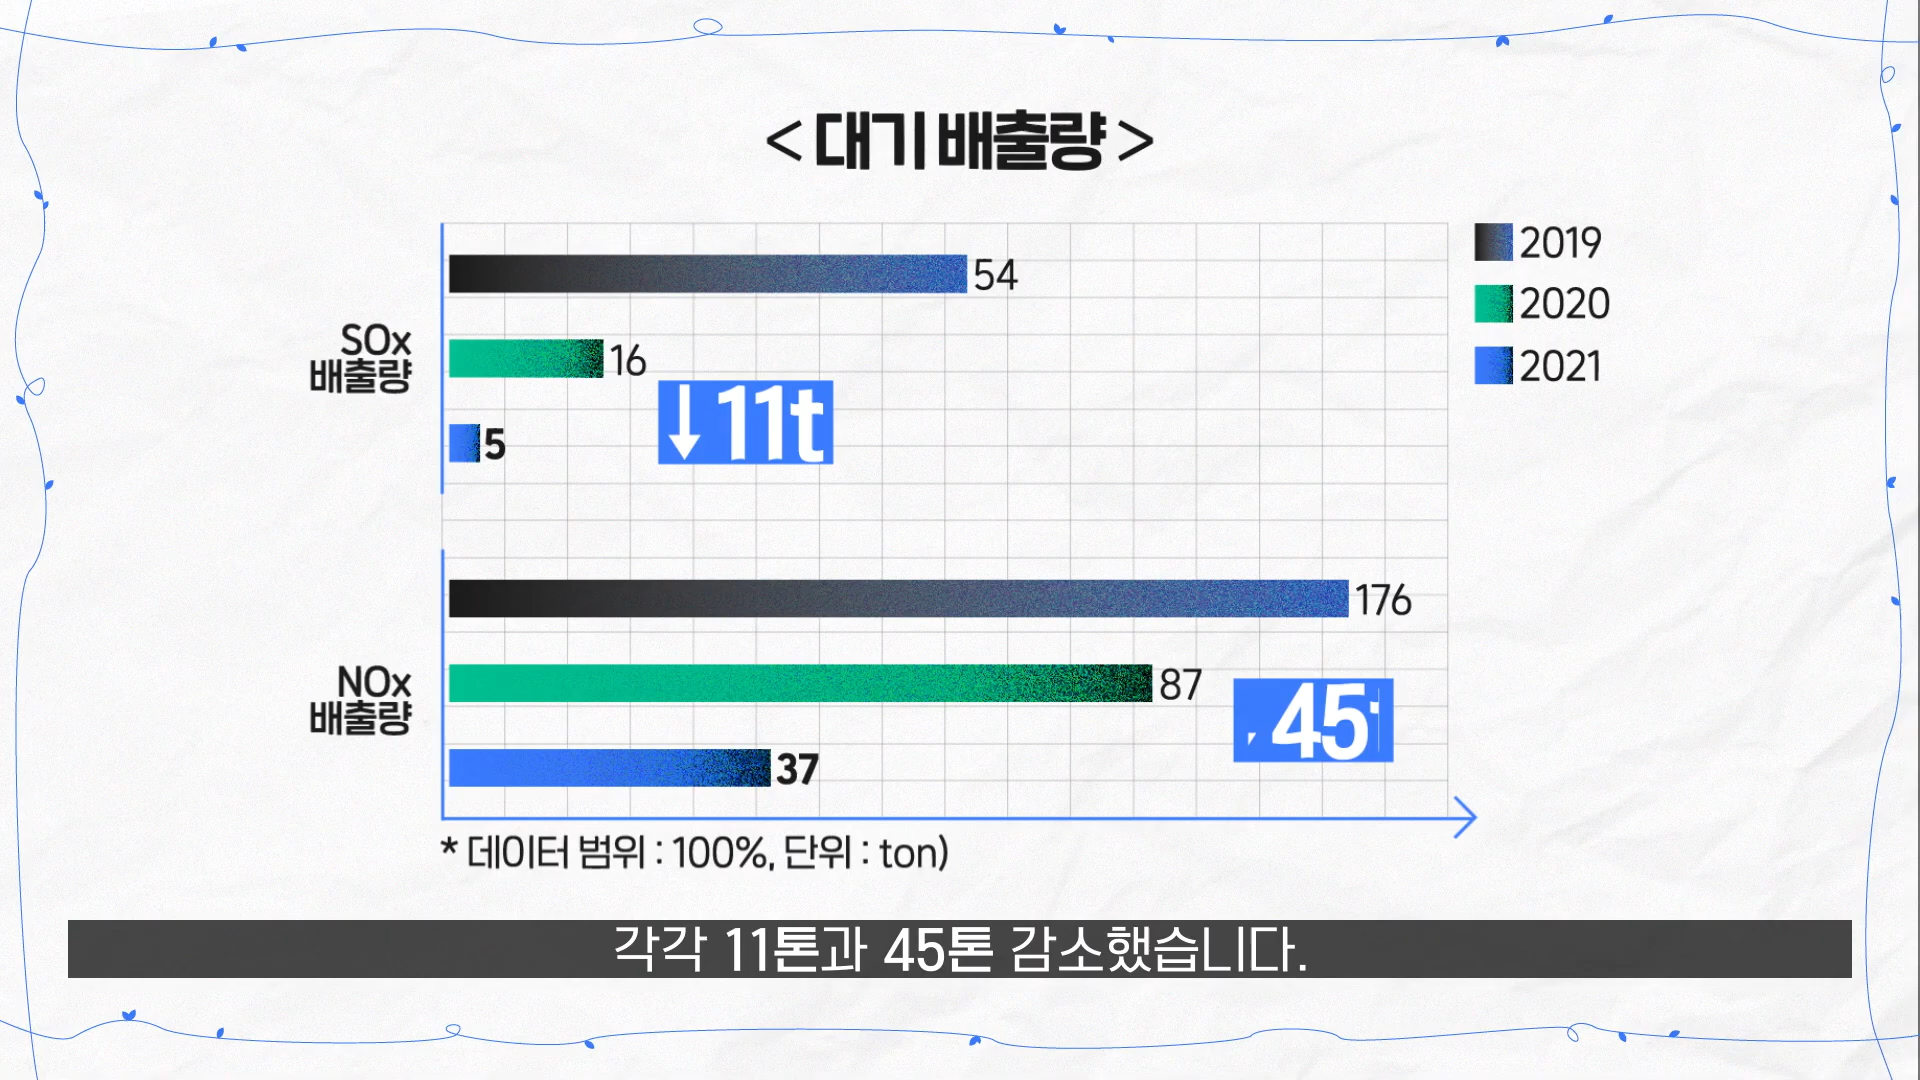 < 대기 배출량 >
2019
2020
2021
SOx
배출량
54
16
5
↓ 11t
NOx
배출량
176
87
37
45
* 데이터 범위 : 100%, 단위 : ton)
각각 11톤과 45톤 감소했습니다.